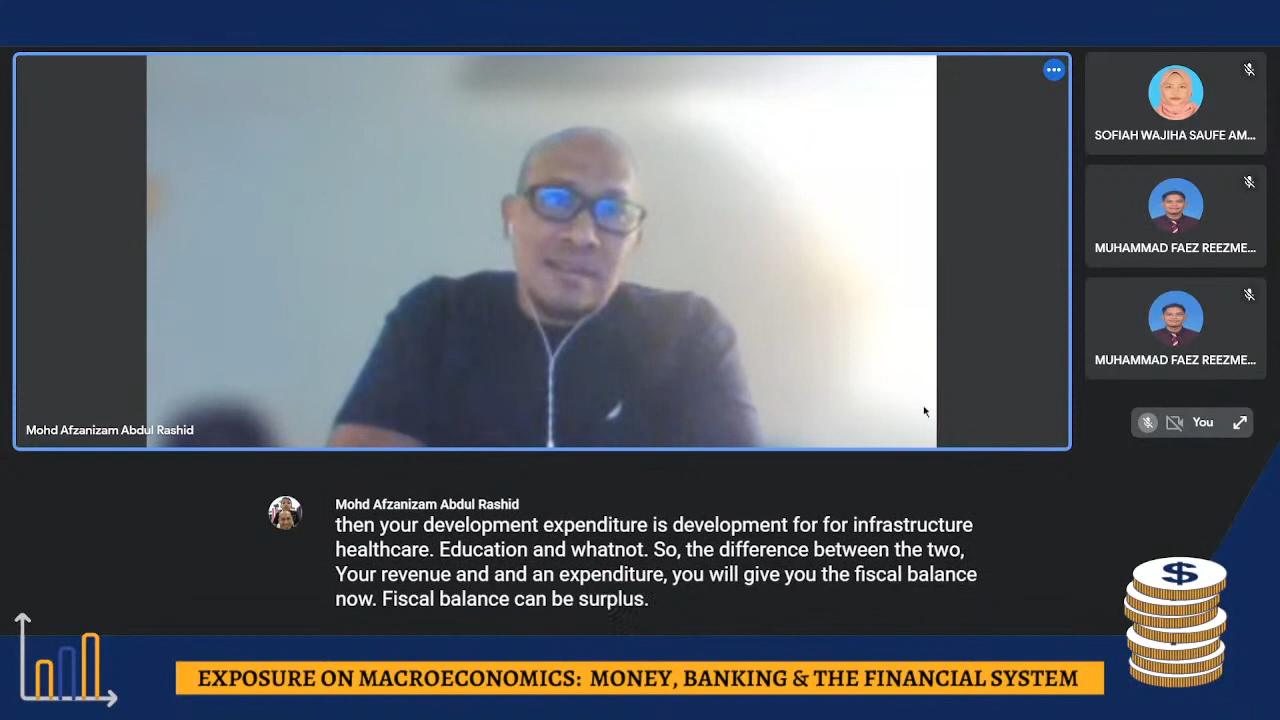 SOFIAH WAJIHA SAUFE AM...
MUHAMMAD FAEZ REEZME...
MUHAMMAD FAEZ REEZME...
You
Mohd Afzanizam Abdul Rashid
Mohd Afzanizam Abdul Rashid
then your development expenditure is development for for infrastructure
healthcare. Education and whatnot. So, the difference between the two,
Your revenue and and an expenditure, you will give you the fiscal balance
now. Fiscal balance can be surplus.
$
EXPOSURE ON MACROECONOMICS: MONEY, BANKING & THE FINANCIAL SYSTEM